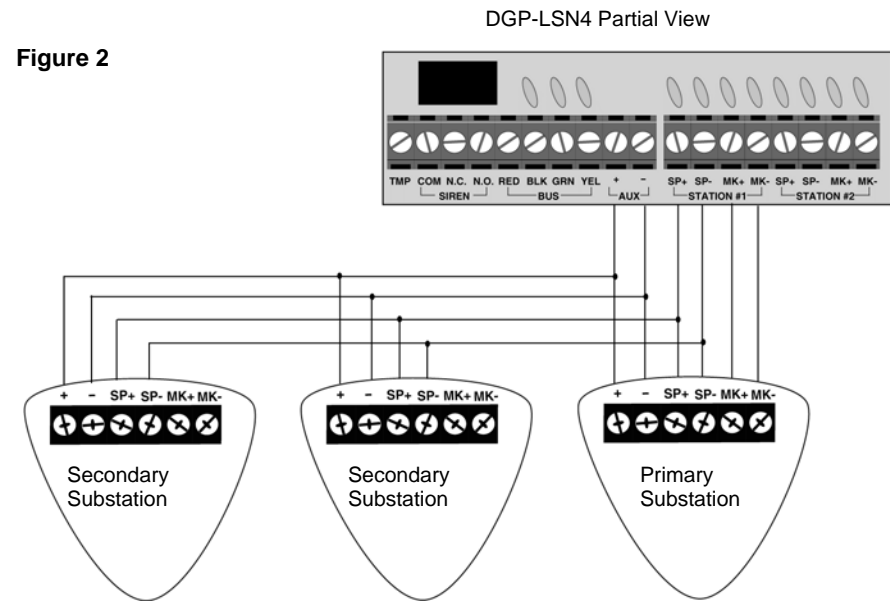 DGP-LSN4 Partial View
Figure 2
TMP COM N.C. N.O. RED BLK GRN YEL + - SP+ SP- MK+ MK- SP+ SP- MK+ MK-
SIREN BUS AUX STATION #1 STATION #2
+ - SP+ SP- MK+ MK- + - SP+ SP- MK+ MK- + - SP+ SP- MK+ MK-
Secondary Secondary Primary
Substation Substation Substation